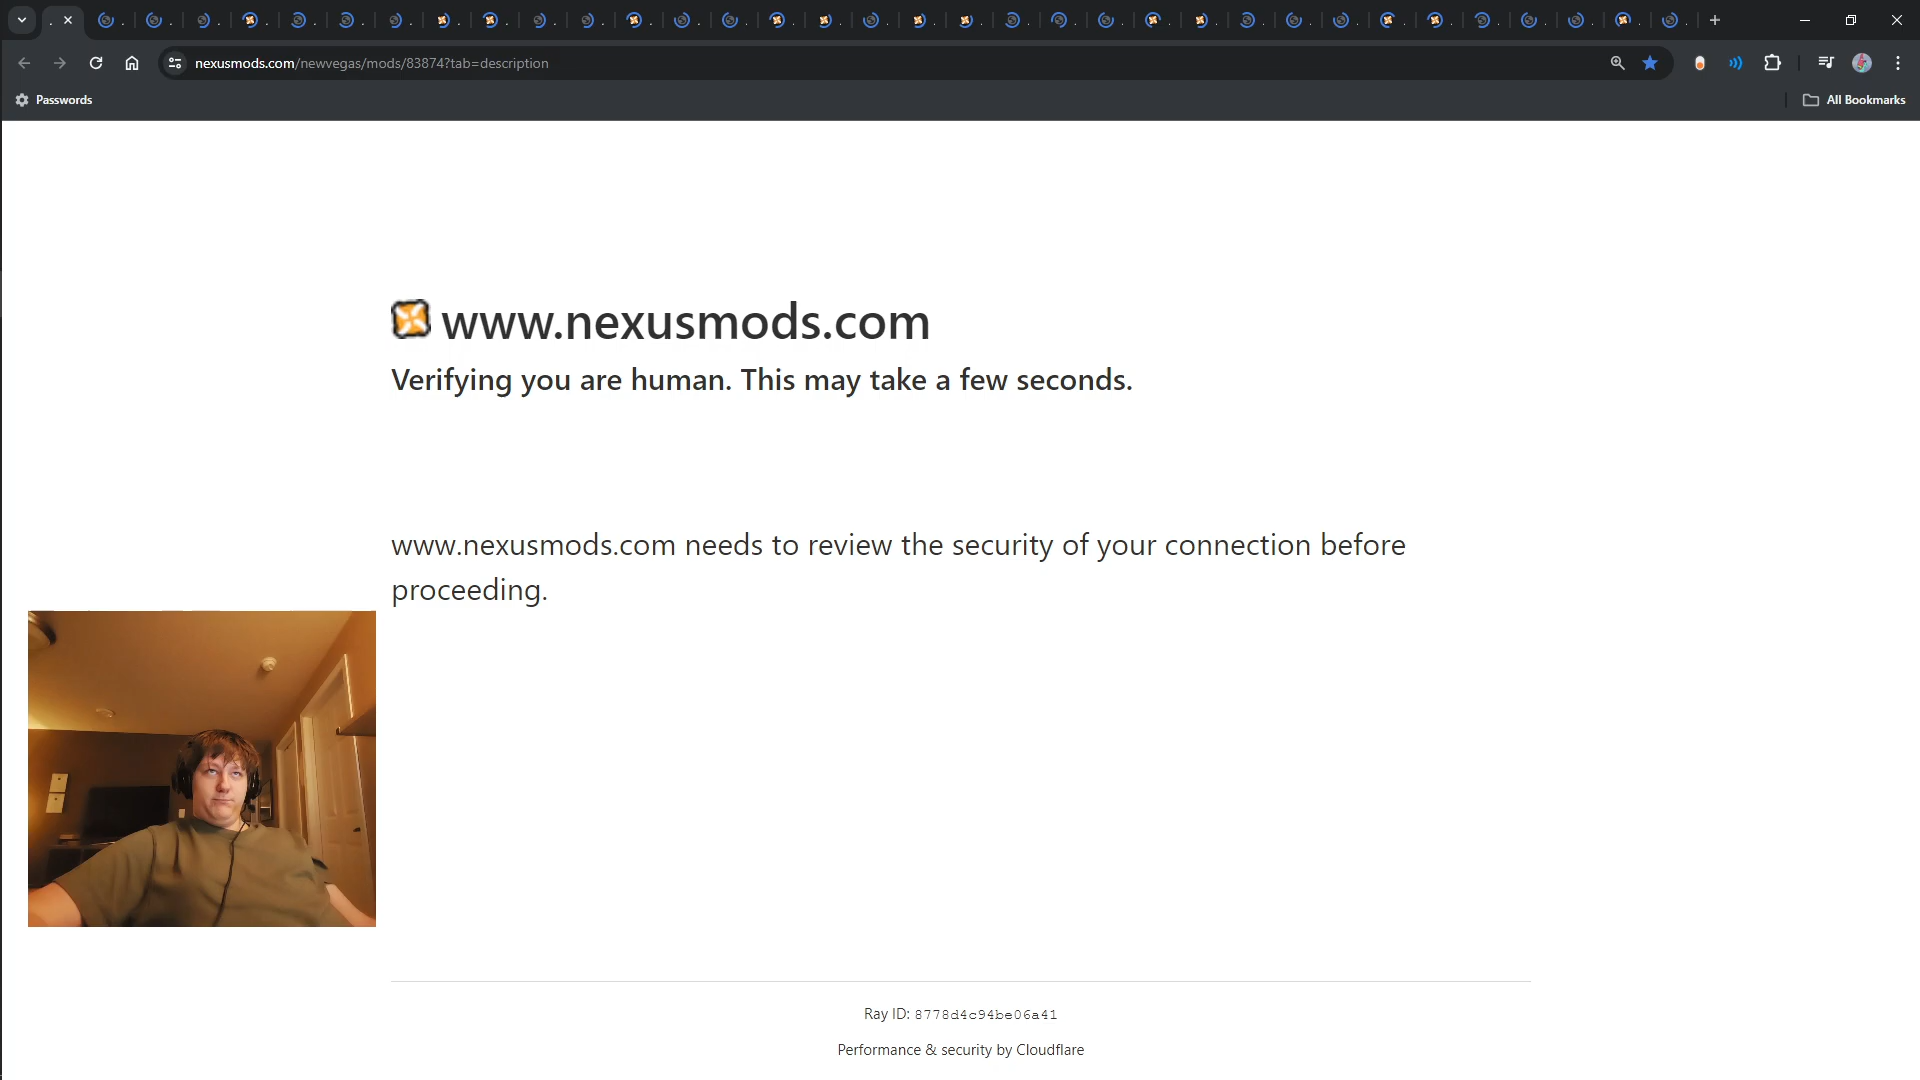 nexusmods.com/newvegas/mods/83874?tab=description
Passwords
All Bookmarks
www.nexusmods.com
Verifying you are human. This may take a few seconds.
www.nexusmods.com needs to review the security of your connection before
proceeding.
Ray ID: 8778d4c94be06a41
Performance & security by Cloudflare